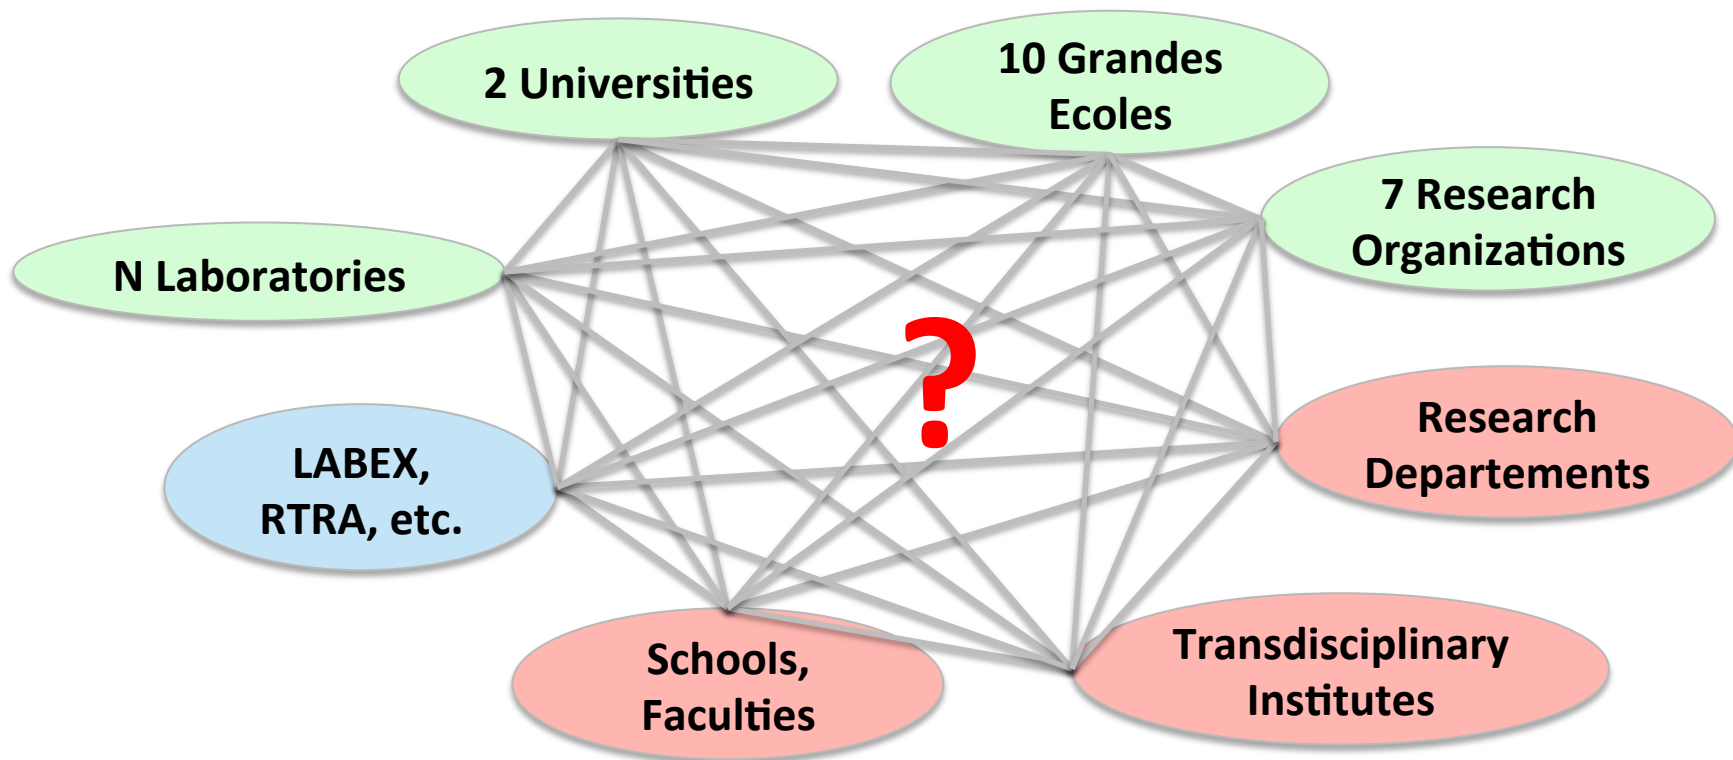 2 Universities
10 Grandes
Ecoles
7 Research
Organizations
N Laboratories
?
LABEX,
RTRA, etc.
Research
Departements
Schools,
Faculties
Transdisciplinary
Institutes